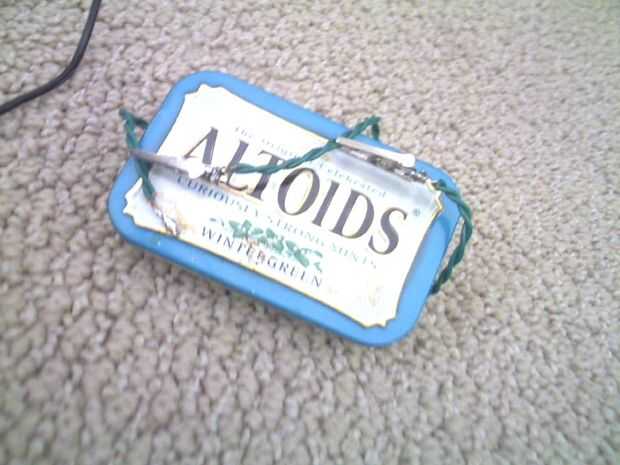 The Original Celebrated
ALTOIDS®
CURIOUSLY STRONG MINTS
WINTERGREEN